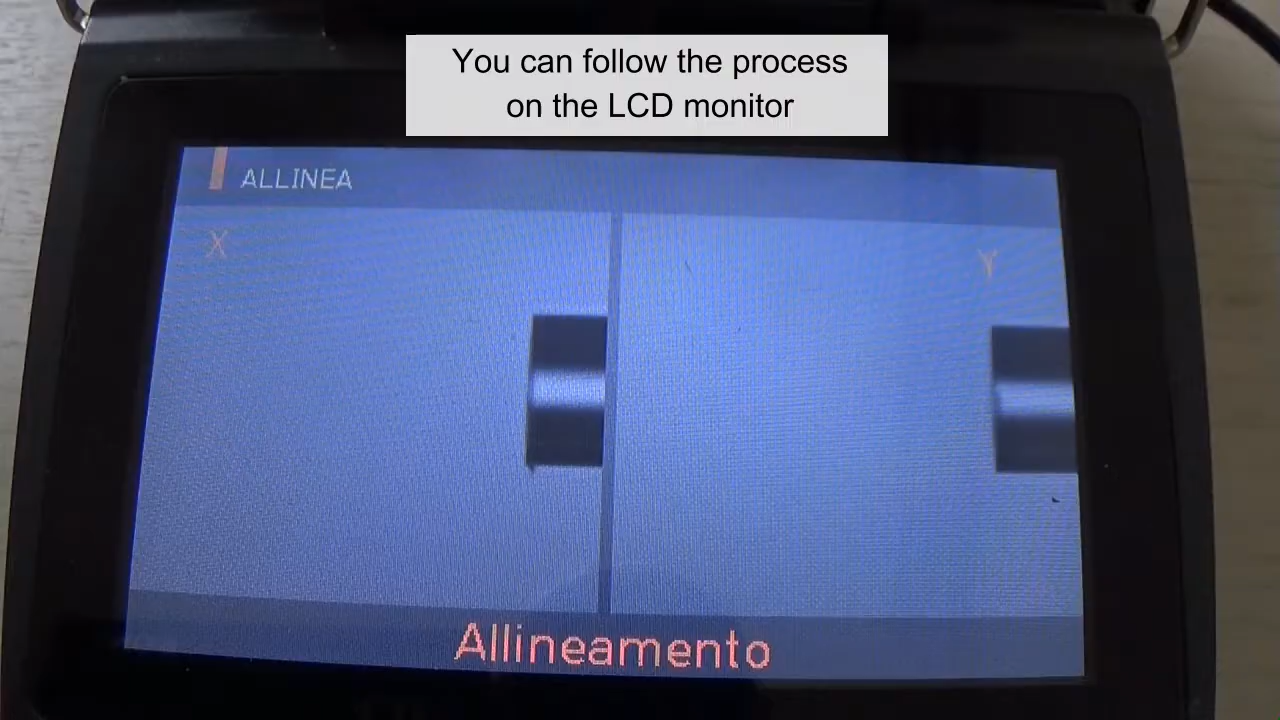 You can follow the process
on the LCD monitor
ALLINEA
X
Y
Allineamento